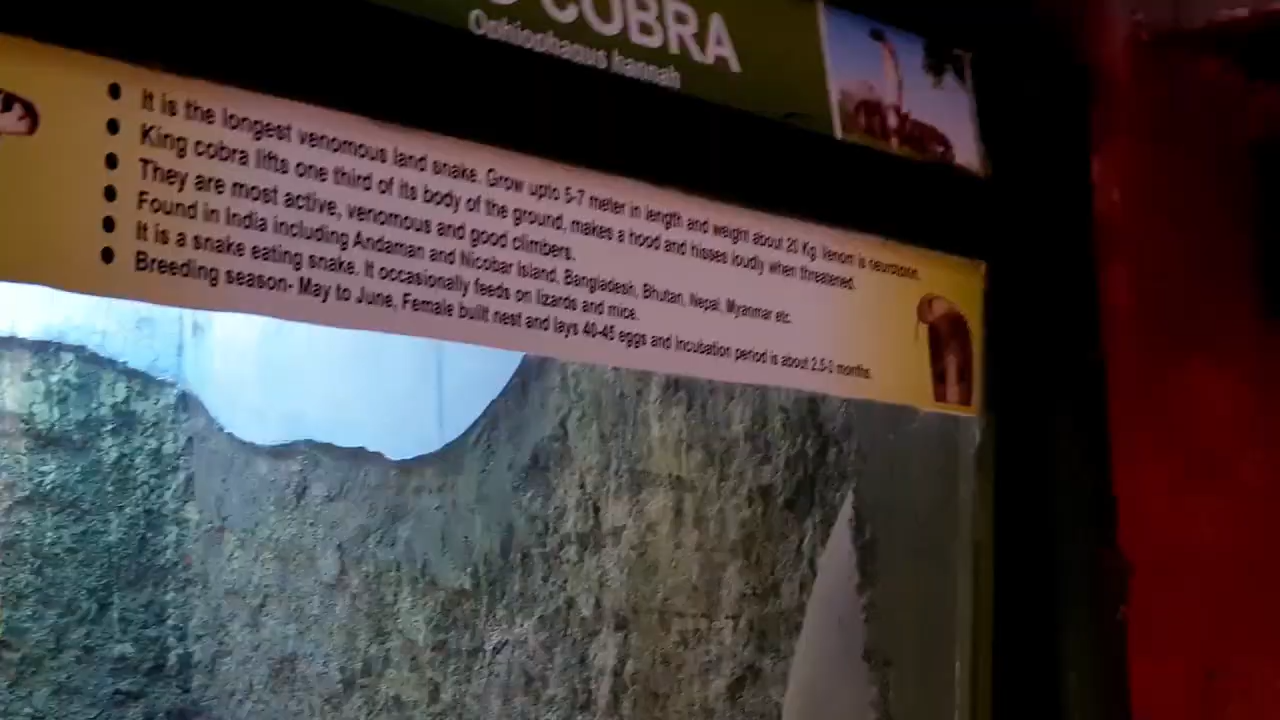 COBRA
Ophiophagus hannah
It is the longest venomous land snake. Grow upto 5-7 meter in length and weight about 20 Kg. Venom is neurotoxin.
King cobra lifts one third of its body of the ground, makes a hood and hisses loudly when threatened.
They are most active, venomous and good climbers.
Found in India including Andaman and Nicobar Island, Bangladesh, Bhutan, Nepal, Myanmar etc.
It is a snake eating snake. It occasionally feeds on lizards and mice.
Breeding season- May to June, Female built nest and lays 40-45 eggs and incubation period is about 2.5-3 months.